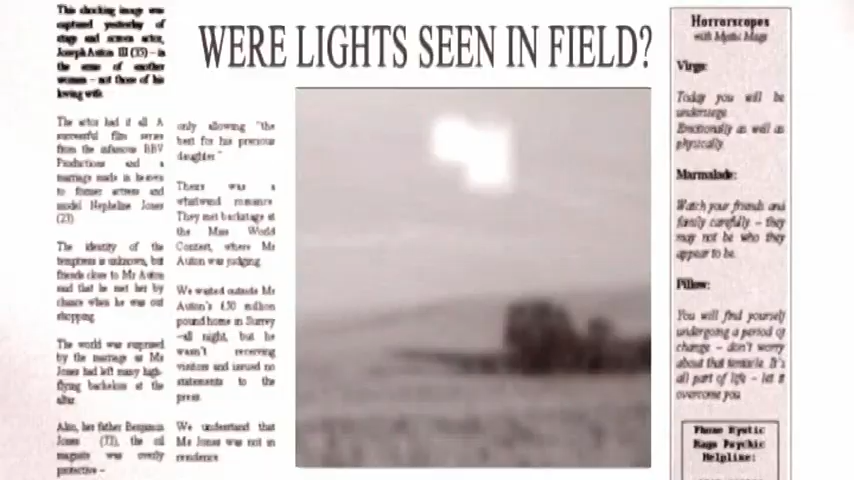 WERE LIGHTS SEEN IN FIELD?
This shocking image was
captured yesterday of
stage and screen actor,
Joseph Auton III (35) – in
the arms of another
woman – not those of his
loving wife.
The actor had it all. A
successful film series
from the infamous BBV
Productions and a
marriage made in heaven
to former actress and
model Nepheline Jones
(23)
The identity of the
temptress is unknown, but
friends close to Mr Auton
said that he met her by
chance when he was out
shopping.
The world was surprised
by the marriage as Ms
Jones had left many high-
flying bachelors at the
altar.
Also, her father Benjamin
Jones (73), the oil
magnate was overly
protective –
only allowing "the
best for his precious
daughter"
Theirs was a
whirlwind romance.
They met backstage at
the Miss World
Contest, where Mr
Auton was judging.
We waited outside Mr
Auton's £50 million
pound home in Surrey
–all night, but he
wasn't receiving
visitors and issued no
statements to the
press.
We understand that
Ms Jones was not in
residence.
Horrorscopes
with Mystic Mags
Virgo:
Today you will be
undersiege.
Emotionally as well as
physically.
Marmalade:
Watch your friends and
family carefully – they
may not be who they
appear to be.
Pillow:
You will find yourself
undergoing a period of
change – don't worry
about that tentacle. It's
all part of life – let it
overcome you.
Phone Mystic
Mags Psychic
Helpline: